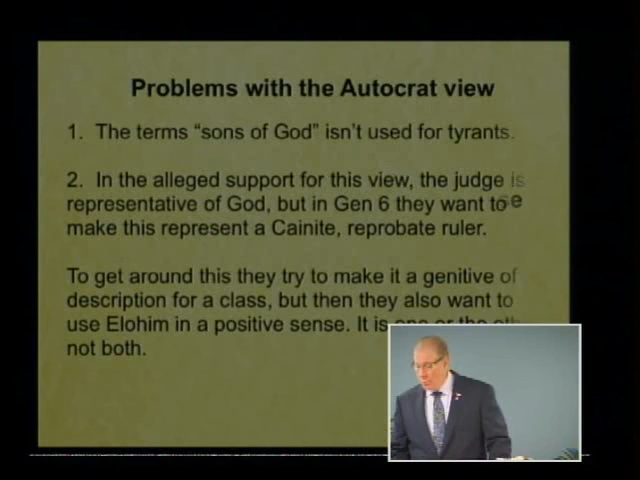 Problems with the Autocrat view
1. The terms “sons of God” isn’t used for tyrants.
2. In the alleged support for this view, the judge is
representative of God, but in Gen 6 they want to
make this represent a Cainite, reprobate ruler.
To get around this they try to make it a genitive of
description for a class, but then they also want to
use Elohim in a positive sense. It is one or the
not both.